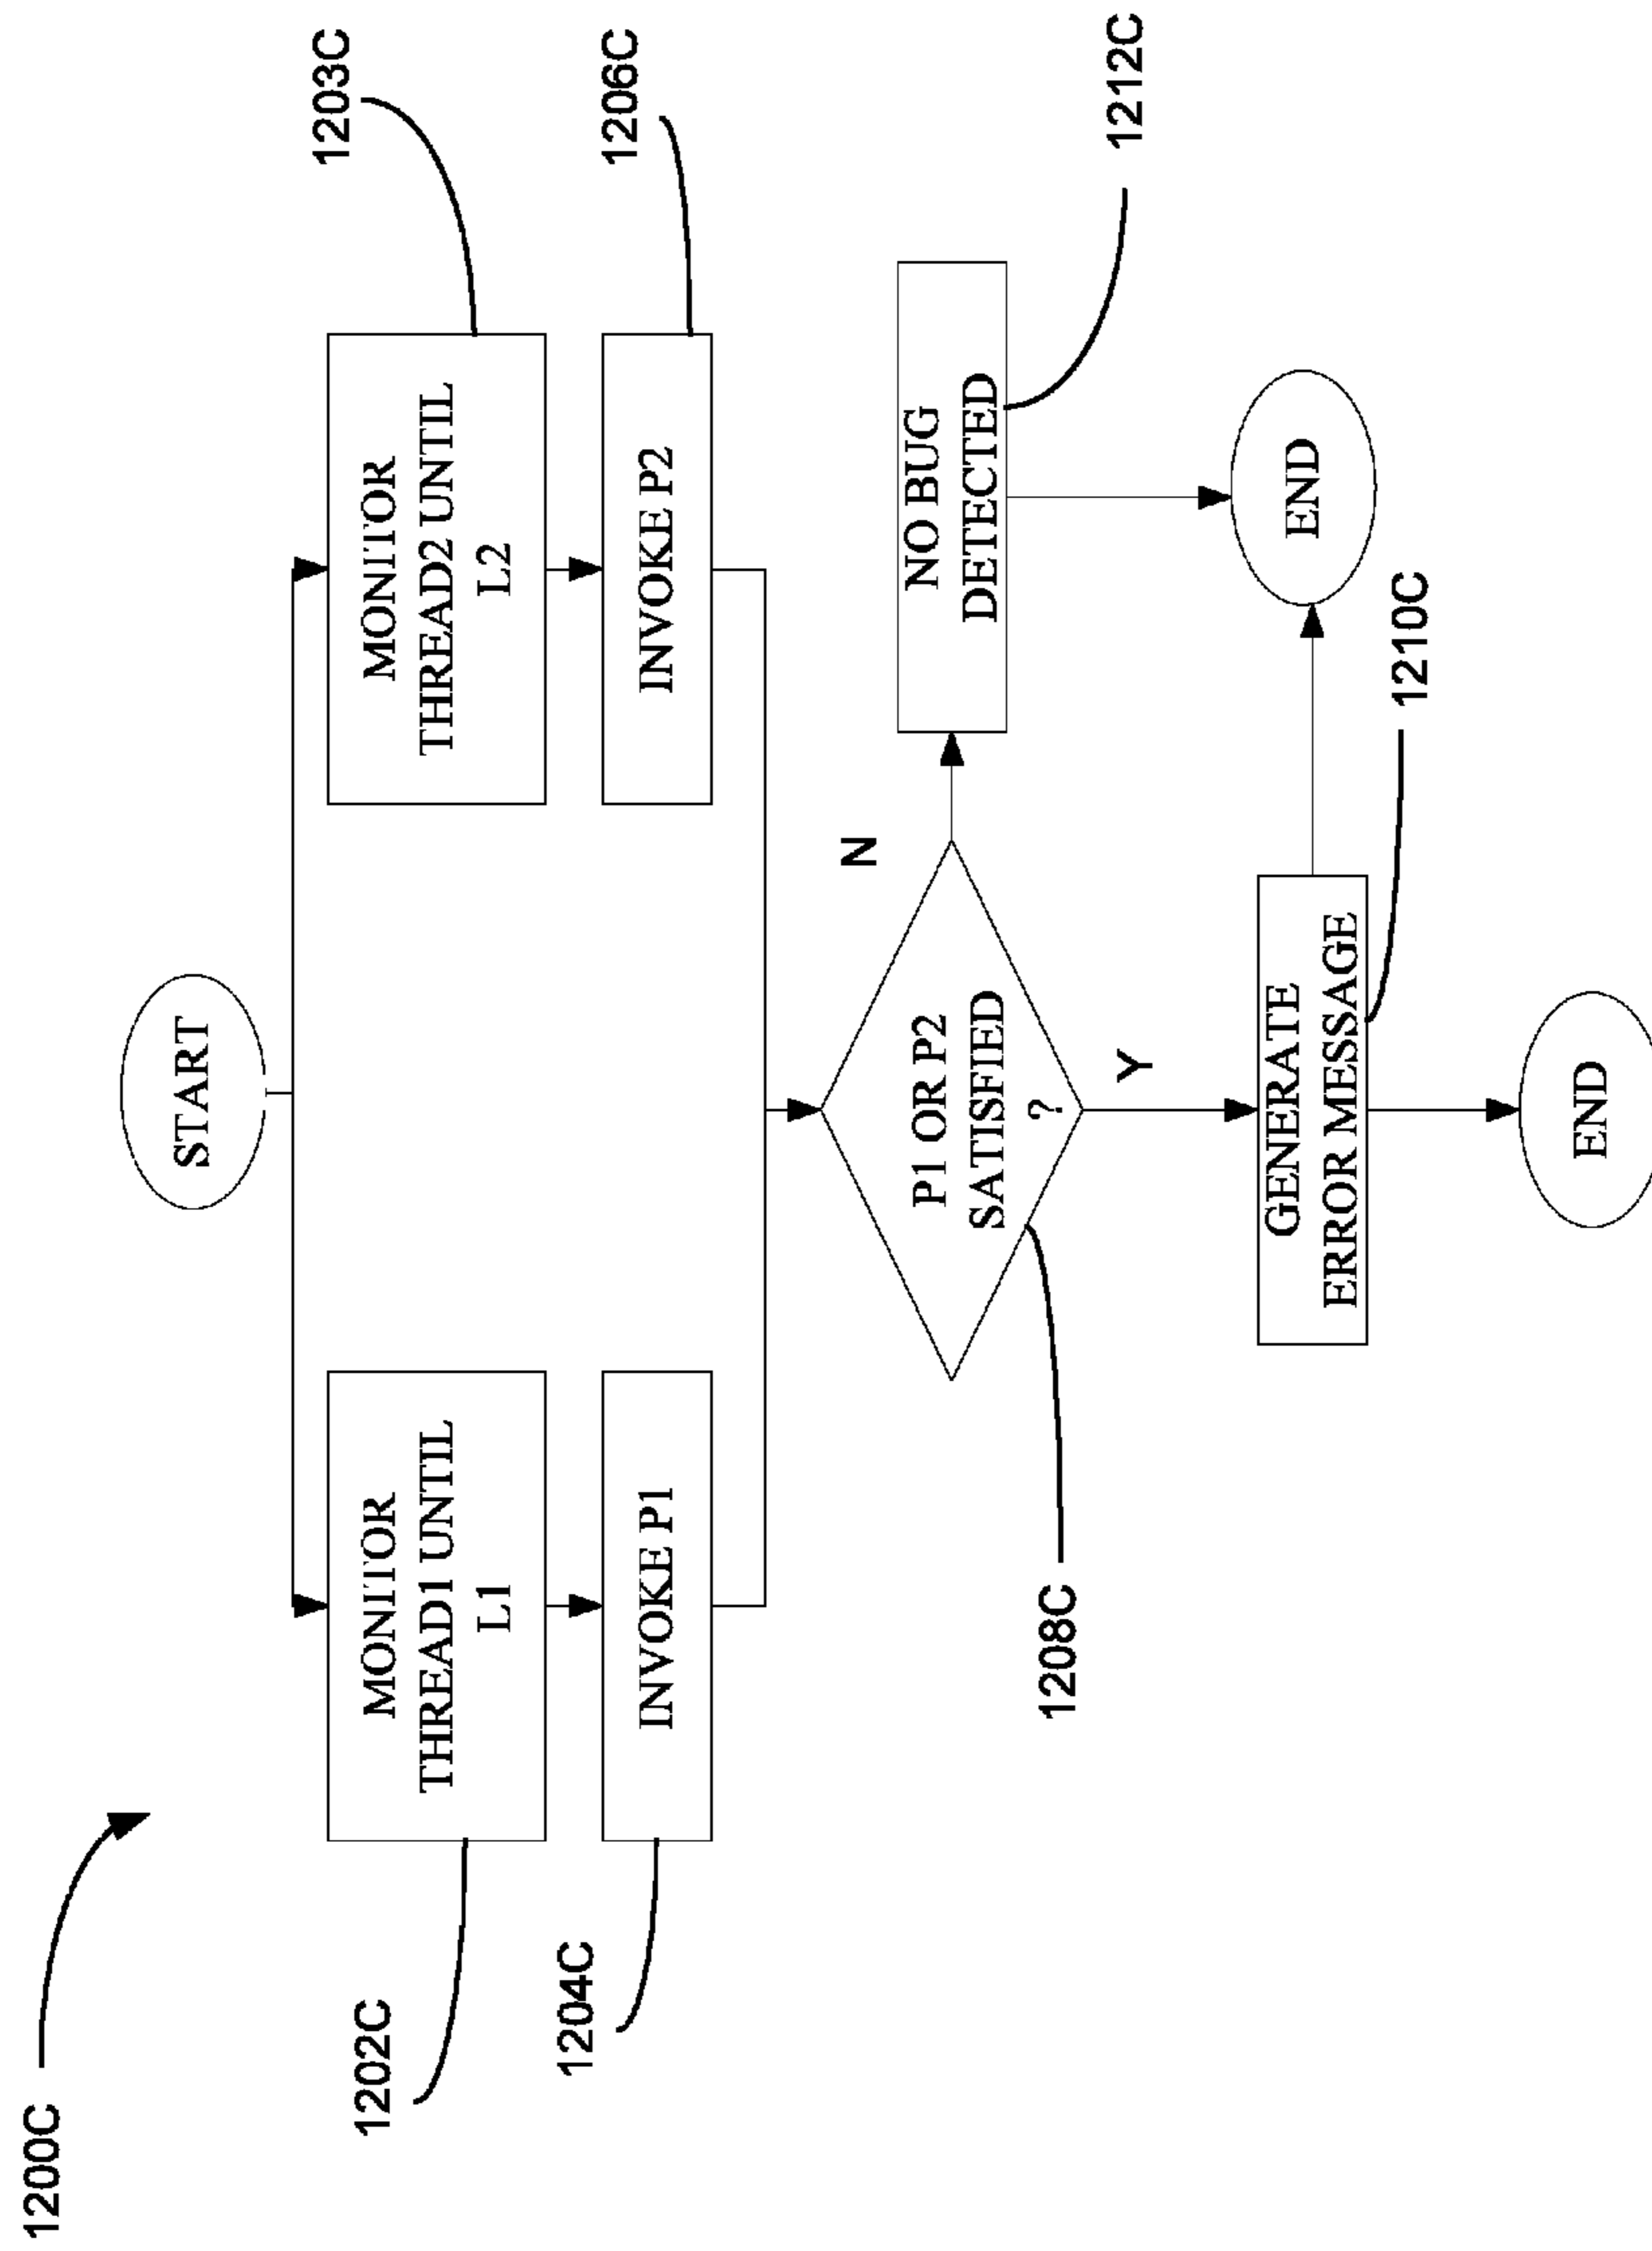 1200C
START
1202C
MONITOR
THREAD1 UNTIL
L1
MONITOR
THREAD2 UNTIL
L2
1203C
1204C
INVOKE P1
INVOKE P2
1206C
P1 OR P2
SATISFIED
?
1208C
N
NO BUG
DETECTED
1212C
Y
GENERATE
ERROR MESSAGE
1210C
END
END